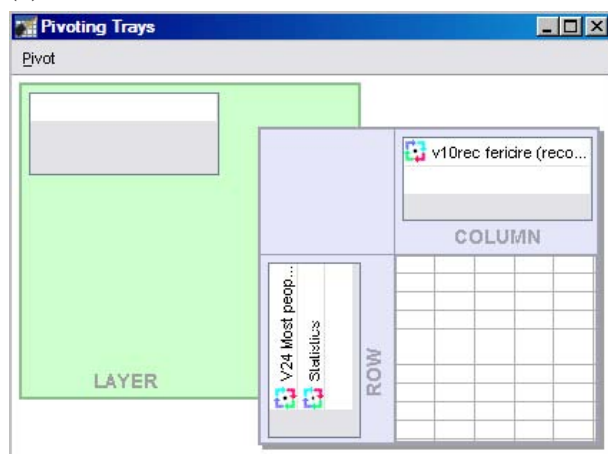 Pivoting Trays
Pivot
v10rec fericire (reco...
COLUMN
V24 Most peop...
Statistics
ROW
LAYER